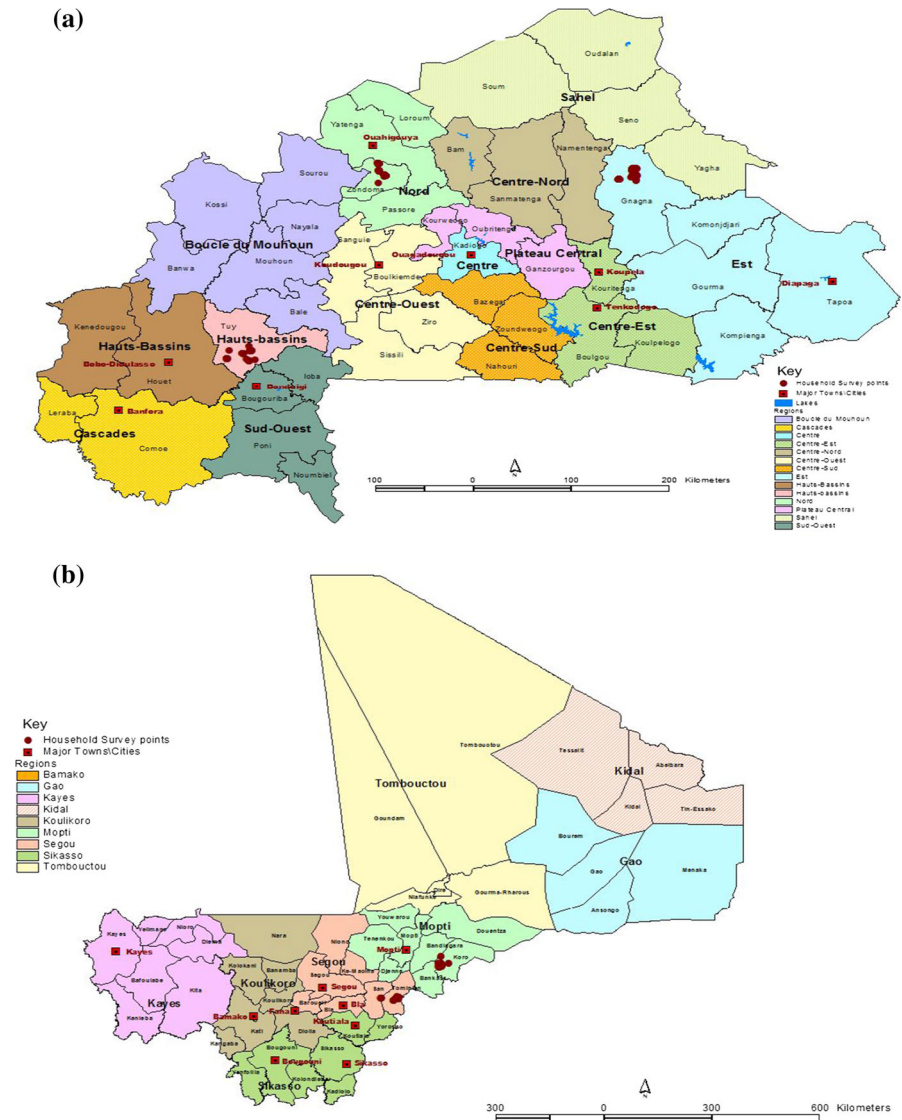 (a)
Oudalan
Soum
Sahel
Seno
Loroum
Yatenga
Ouahigouya
Bam
Namentenga
Yagha
Sourou
Zondoma
Nord
Centre-Nord
Gnagna
Kossi
Passore
Sanmatenga
Komonjdjari
Nayala
Kourweogo
Oubritenga
Boucle du Mouhoun
Sanguie
Kadiogo
Ouagadougou
Plateau Central
Est
Banwa
Mouhoun
Koudougou
Centre
Ganzourgou
Koupela
Boulkiemde
Kouritenga
Gourma
Diapaga
Tapoa
Bale
Centre-Ouest
Bazega
Tenkodogo
Kenedougou
Tuy
Ziro
Zoundweogo
Centre-Est
Kompienga
Hauts-Bassins
Hauts-bassins
Sissili
Centre-Sud
Boulgou
Koulpelogo
Bobo-Dioulasso
Nahouri
Houet
Ioba
Bougouriba
Leraba
Banfora
Sud-Ouest
Cascades
Poni
Comoe
Noumbiel
100 0 100 200 Kilometers
Key
Household Survey points
Major Towns/Cities
Lakes
Regions
Boucle du Mouhoun
Cascades
Centre
Centre-Est
Centre-Nord
Centre-Ouest
Centre-Sud
Est
Hauts-Bassins
Hauts-bassins
Nord
Plateau Central
Sahel
Sud-Ouest
(b)
Key
Household Survey points
Major Towns\Cities
Regions
Bamako
Gao
Kayes
Kidal
Koulikoro
Mopti
Segou
Sikasso
Tombouctou
Tessalit
Abeibara
Kidal
Tombouctou
Kidal
Tin-Essako
Goundam
Bourem
Gao
Gao
Menaka
Gourma-Rharous
Ansongo
Niafunke
Youwarou
Mopti
Douentza
Kayes
Yelimane
Nioro
Nara
Niono
Tenenkou
Mopti
Mopti
Bandiagara
Koro
Kayes
Kolokani
Banamba
Segou
Djenne
Bankass
Bafoulabe
Kita
Koulikoro
Segou
Segou
San
Tominian
Kayes
Koulikoro
Baroueli
Bla
Bla
Kenieba
Bamako
Fana
Koutiala
Yorosso
Kati
Dioila
Koutiala
Kangaba
Bougouni
Sikasso
Bougouni
Sikasso
Yanfolila
Kolondieba
Sikasso
Kadiolo
300 0 300 600 Kilometers